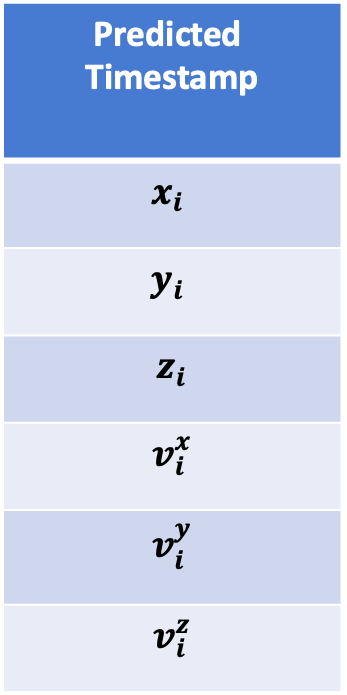 Predicted
Timestamp
x_i
y_i
z_i
v_i^x
v_i^y
v_i^z